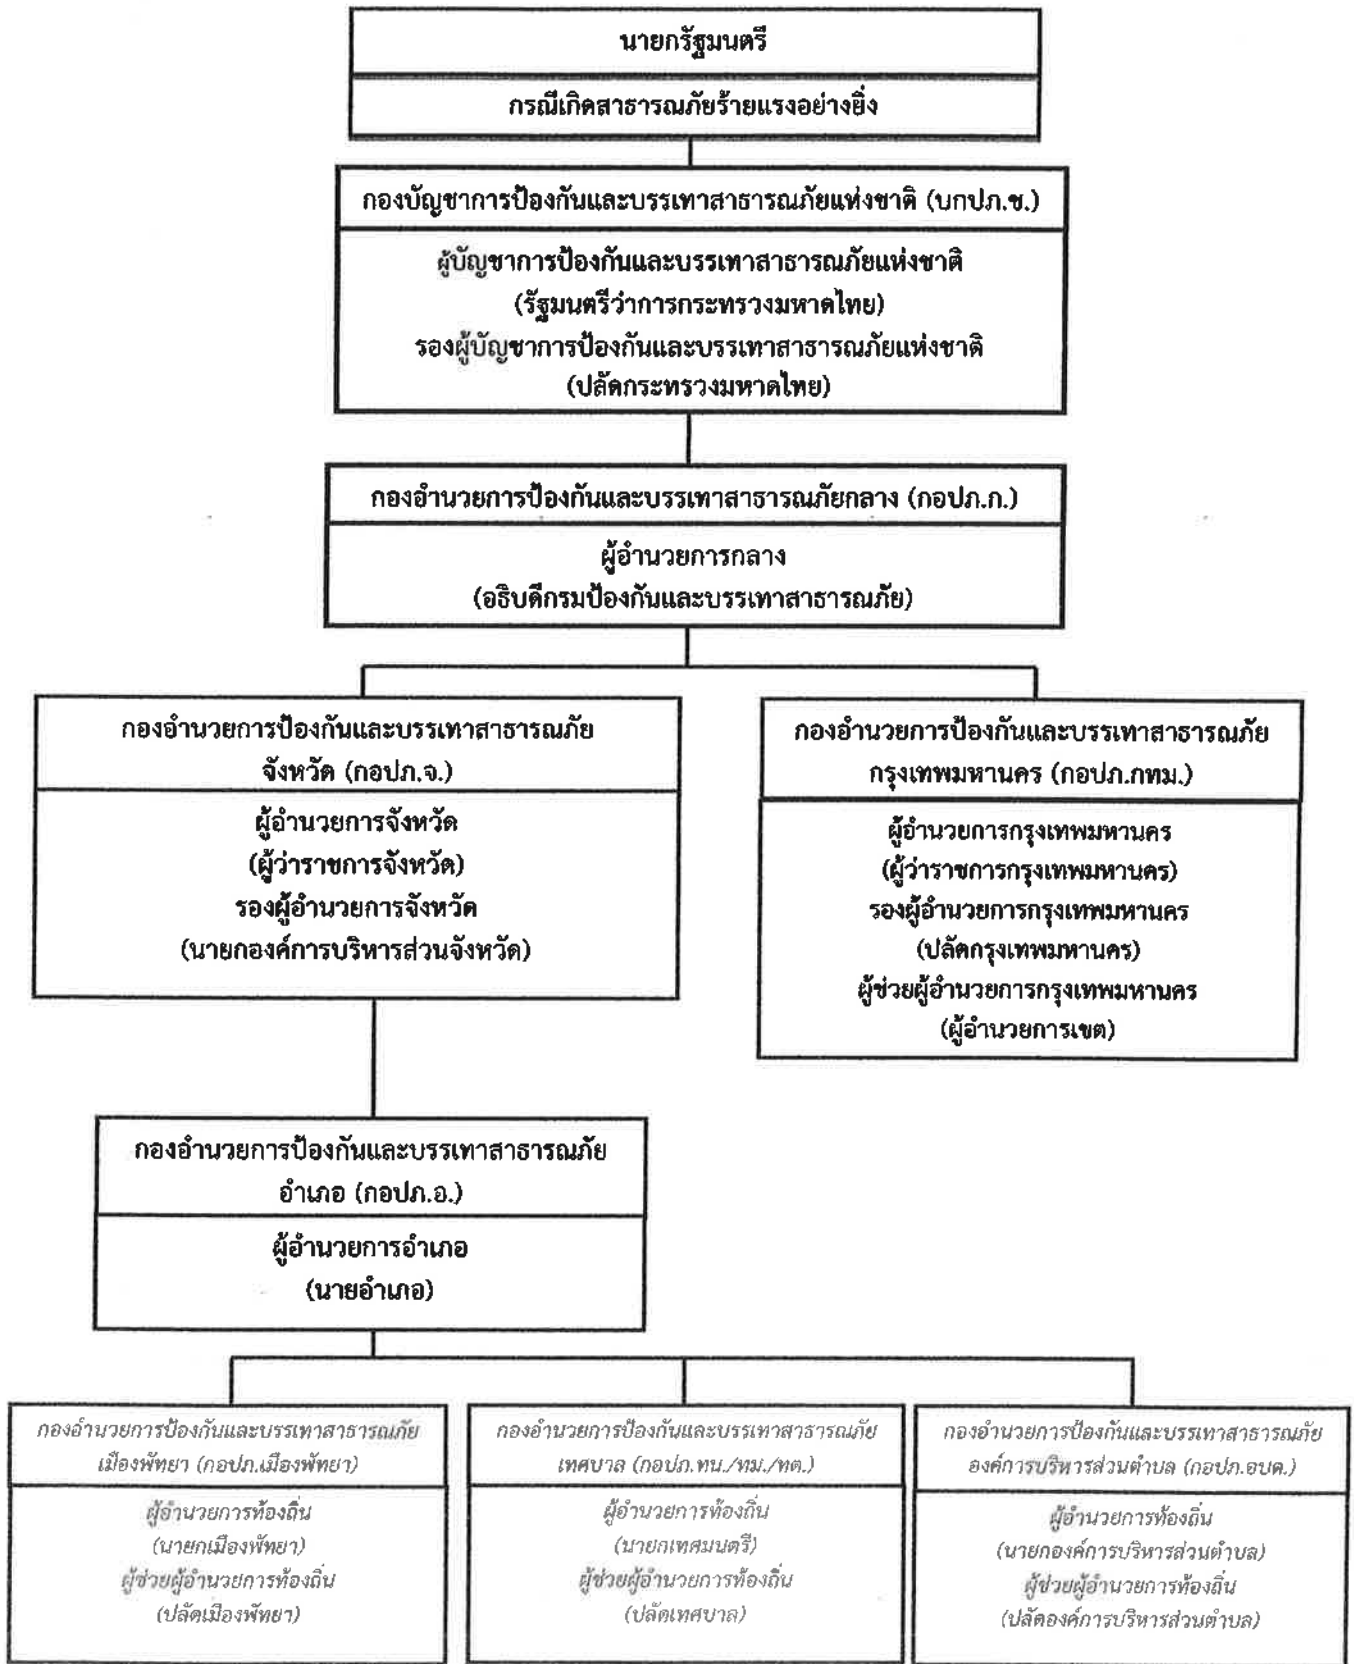 นายกรัฐมนตรี
กรณีเกิดสาธารณภัยร้ายแรงอย่างยิ่ง
กองบัญชาการป้องกันและบรรเทาสาธารณภัยแห่งชาติ (บกปภ.ช.)
ผู้บัญชาการป้องกันและบรรเทาสาธารณภัยแห่งชาติ
(รัฐมนตรีว่าการกระทรวงมหาดไทย)
รองผู้บัญชาการป้องกันและบรรเทาสาธารณภัยแห่งชาติ
(ปลัดกระทรวงมหาดไทย)
กองอำนวยการป้องกันและบรรเทาสาธารณภัยกลาง (กอปภ.ก.)
ผู้อำนวยการกลาง
(อธิบดีกรมป้องกันและบรรเทาสาธารณภัย)
กองอำนวยการป้องกันและบรรเทาสาธารณภัย
จังหวัด (กอปภ.จ.)
ผู้อำนวยการจังหวัด
(ผู้ว่าราชการจังหวัด)
รองผู้อำนวยการจังหวัด
(นายกองค์การบริหารส่วนจังหวัด)
กองอำนวยการป้องกันและบรรเทาสาธารณภัย
กรุงเทพมหานคร (กอปภ.กทม.)
ผู้อำนวยการกรุงเทพมหานคร
(ผู้ว่าราชการกรุงเทพมหานคร)
รองผู้อำนวยการกรุงเทพมหานคร
(ปลัดกรุงเทพมหานคร)
ผู้ช่วยผู้อำนวยการกรุงเทพมหานคร
(ผู้อำนวยการเขต)
กองอำนวยการป้องกันและบรรเทาสาธารณภัย
อำเภอ (กอปภ.อ.)
ผู้อำนวยการอำเภอ
(นายอำเภอ)
กองอำนวยการป้องกันและบรรเทาสาธารณภัย
เมืองพัทยา (กอปภ.เมืองพัทยา)
ผู้อำนวยการท้องถิ่น
(นายกเมืองพัทยา)
ผู้ช่วยผู้อำนวยการท้องถิ่น
(ปลัดเมืองพัทยา)
กองอำนวยการป้องกันและบรรเทาสาธารณภัย
เทศบาล (กอปภ.ทน./ทม./ทต.)
ผู้อำนวยการท้องถิ่น
(นายกเทศมนตรี)
ผู้ช่วยผู้อำนวยการท้องถิ่น
(ปลัดเทศบาล)
กองอำนวยการป้องกันและบรรเทาสาธารณภัย
องค์การบริหารส่วนตำบล (กอปภ.อบต.)
ผู้อำนวยการท้องถิ่น
(นายกองค์การบริหารส่วนตำบล)
ผู้ช่วยผู้อำนวยการท้องถิ่น
(ปลัดองค์การบริหารส่วนตำบล)